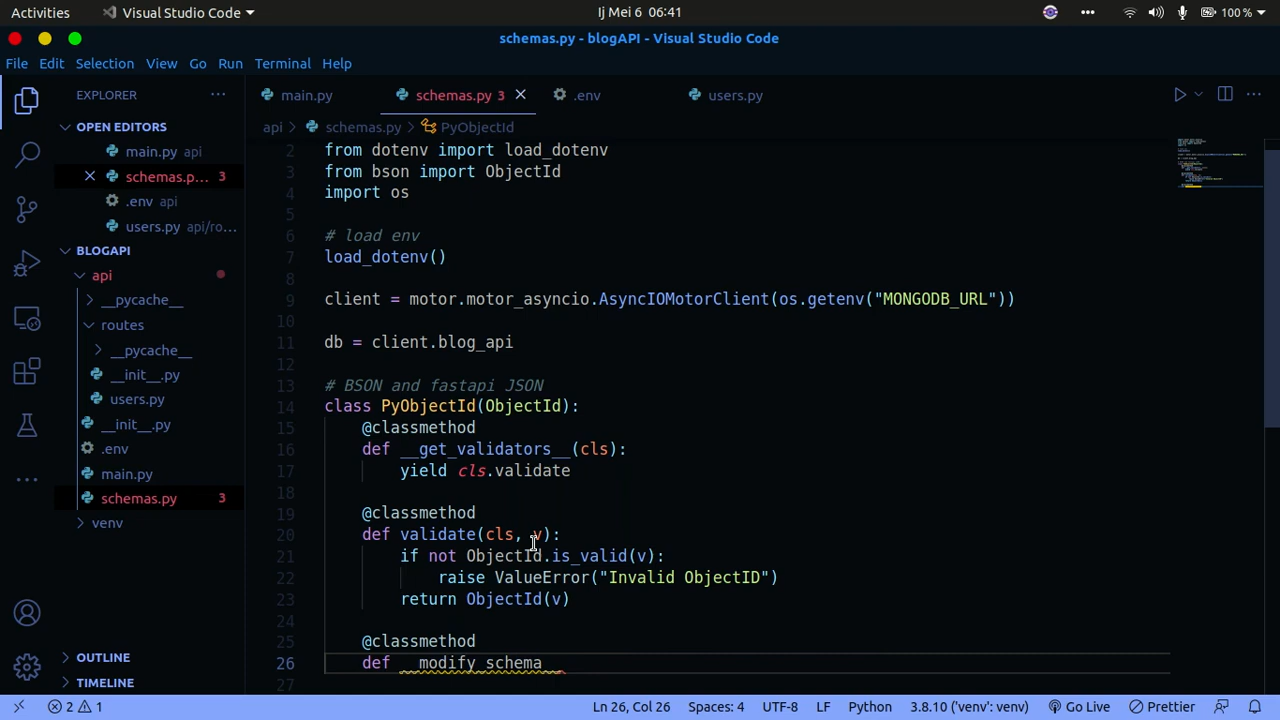 Activities
Visual Studio Code
Ij Mei 6 06:41
100 %
schemas.py - blogAPI - Visual Studio Code
File Edit Selection View Go Run Terminal Help
EXPLORER
main.py
schemas.py 3
.env
users.py
OPEN EDITORS
main.py api
schemas.p... 3
.env api
users.py api/ro...
BLOGAPI
api
__pycache__
routes
__pycache__
__init__.py
users.py
__init__.py
.env
main.py
schemas.py 3
venv
OUTLINE
TIMELINE
api schemas.py PyObjectId
2 from dotenv import load_dotenv
3 from bson import ObjectId
4 import os
5
6 # load env
7 load_dotenv()
8
9 client = motor.motor_asyncio.AsyncIOMotorClient(os.getenv("MONGODB_URL"))
10
11 db = client.blog_api
12
13 # BSON and fastapi JSON
14 class PyObjectId(ObjectId):
15 @classmethod
16 def __get_validators__(cls):
17 yield cls.validate
18
19 @classmethod
20 def validate(cls, v):
21 if not ObjectId.is_valid(v):
22 raise ValueError("Invalid ObjectID")
23 return ObjectId(v)
24
25 @classmethod
26 def __modify_schema__
27
2 1
Ln 26, Col 26
Spaces: 4
UTF-8
LF
Python
3.8.10 ('venv': venv)
Go Live
Prettier